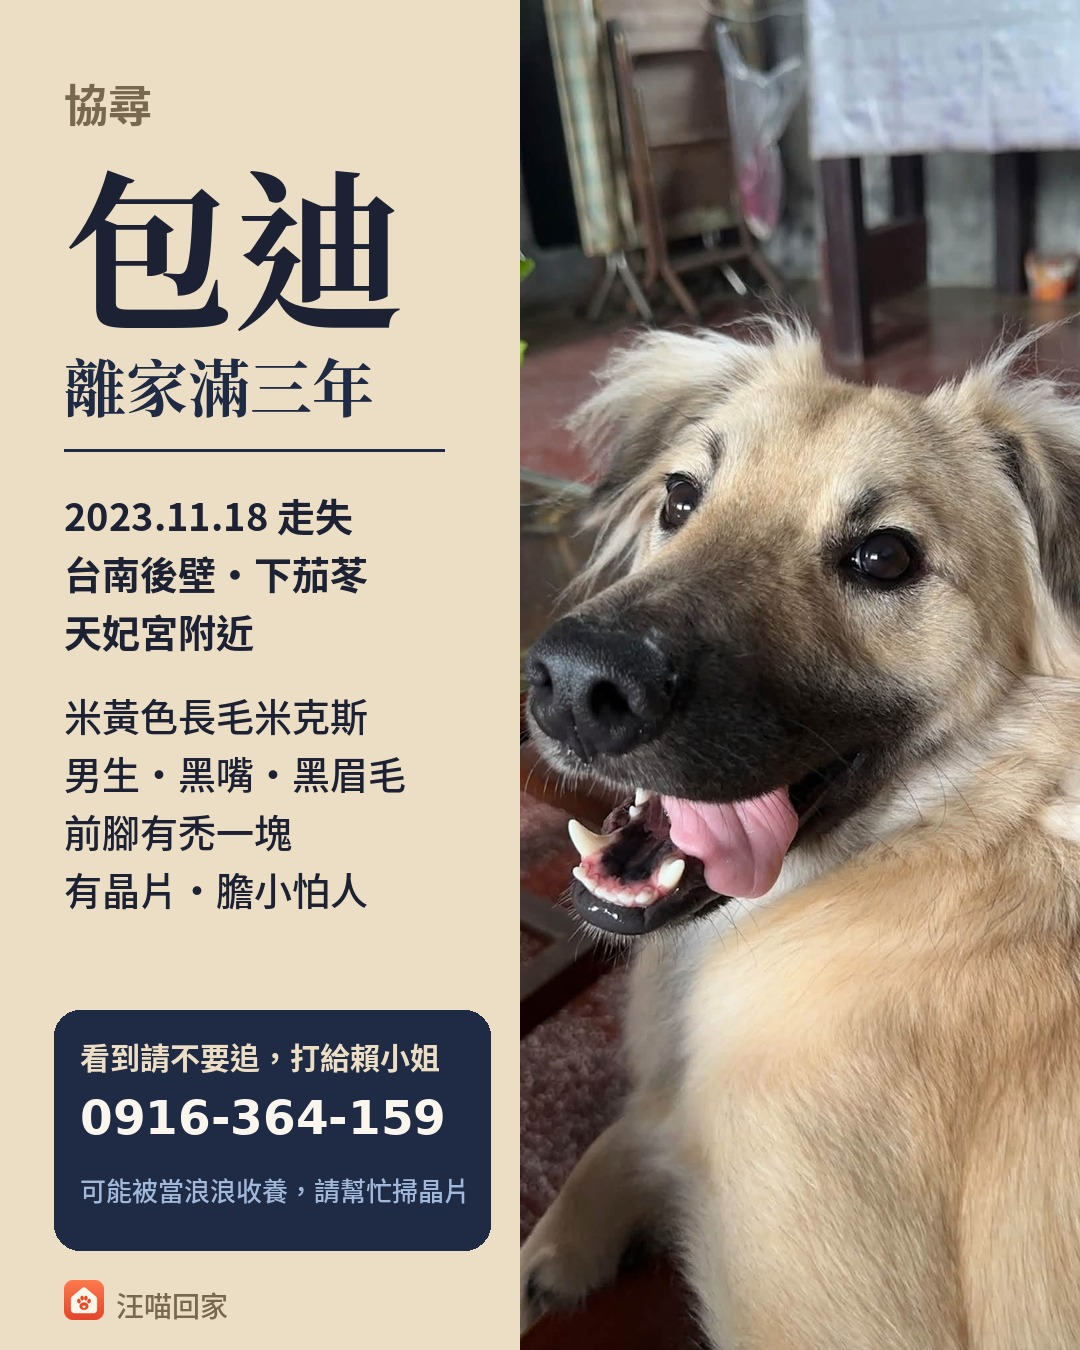 協尋
包迪
離家滿三年
2023.11.18 走失
台南後壁・下茄苳
天妃宮附近
米黃色長毛米克斯
男生・黑嘴・黑眉毛
前腳有禿一塊
有晶片・膽小怕人
看到請不要追，打給賴小姐
0916-364-159
可能被當浪浪收養，請幫忙掃晶片
汪喵回家